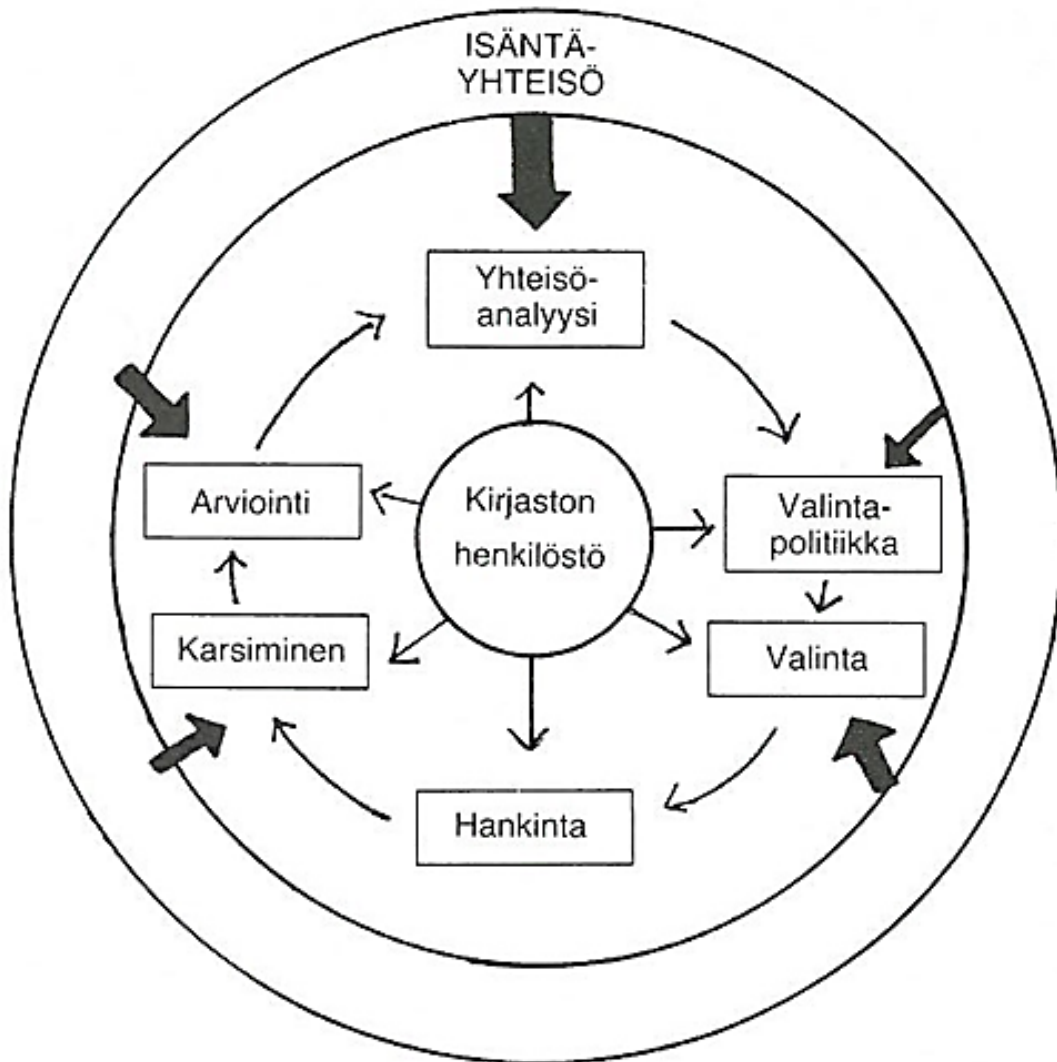 ISÄNTÄ-
YHTEISÖ
Yhteisö-
analyysi
Arviointi
Kirjaston
henkilöstö
Valinta-
politiikka
Karsiminen
Valinta
Hankinta